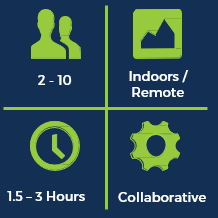 2 - 10
Indoors /
Remote
1.5 – 3 Hours
Collaborative